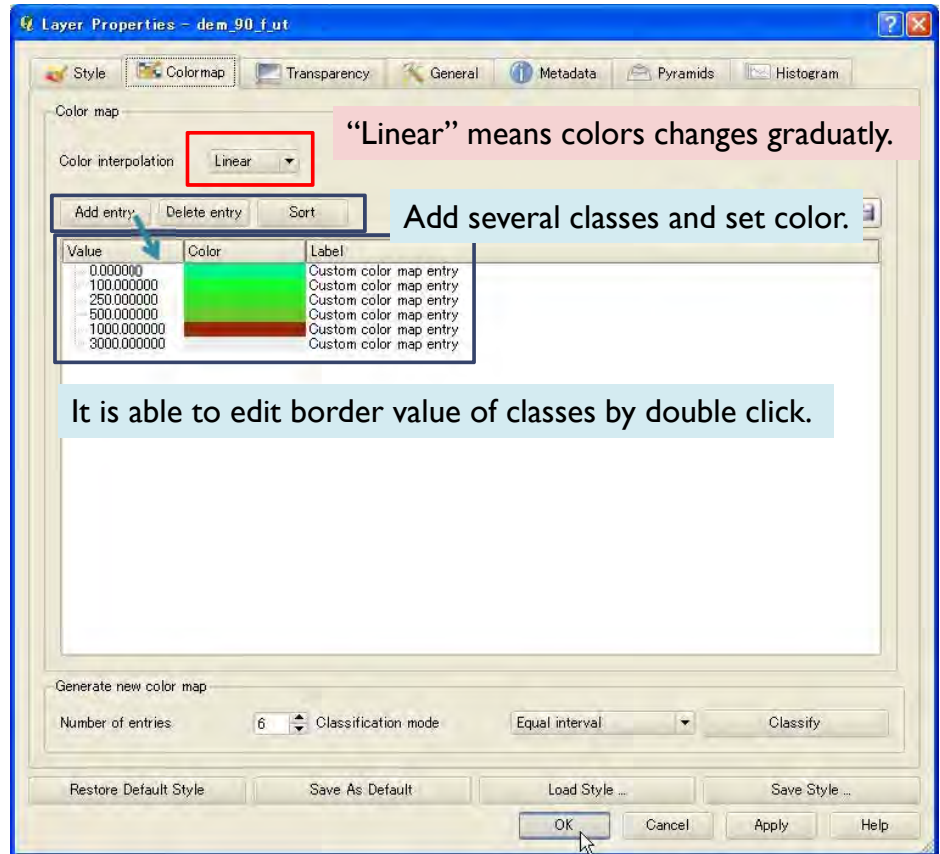 Layer Properties - dem_90_f_ut
Style Colormap Transparency General Metadata Pyramids Histogram
Color map
“Linear” means colors changes graduatly.
Color interpolation Linear
Add entry Delete entry Sort
Add several classes and set color.
Value Color Label
0.000000 Custom color map entry
100.000000 Custom color map entry
250.000000 Custom color map entry
500.000000 Custom color map entry
1000.000000 Custom color map entry
3000.000000 Custom color map entry
It is able to edit border value of classes by double click.
Generate new color map
Number of entries 6 Classification mode Equal interval Classify
Restore Default Style Save As Default Load Style ... Save Style ...
OK Cancel Apply Help